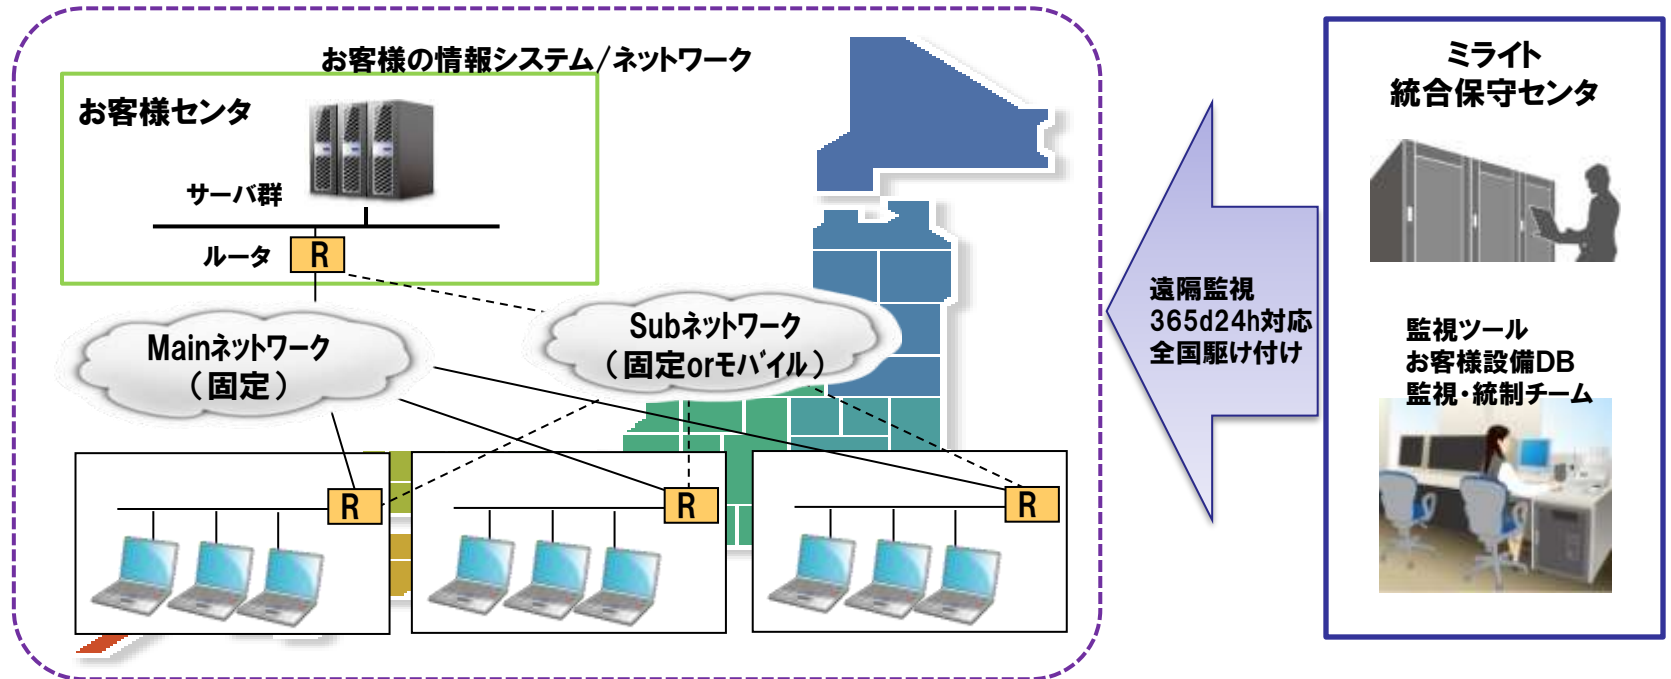 お客様の情報システム/ネットワーク
お客様センタ
サーバ群
ルータ
R
Mainネットワーク
（固定）
Subネットワーク
（固定orモバイル）
R
R
R
遠隔監視
365d24h対応
全国駆け付け
ミライト
統合保守センタ
監視ツール
お客様設備DB
監視・統制チーム